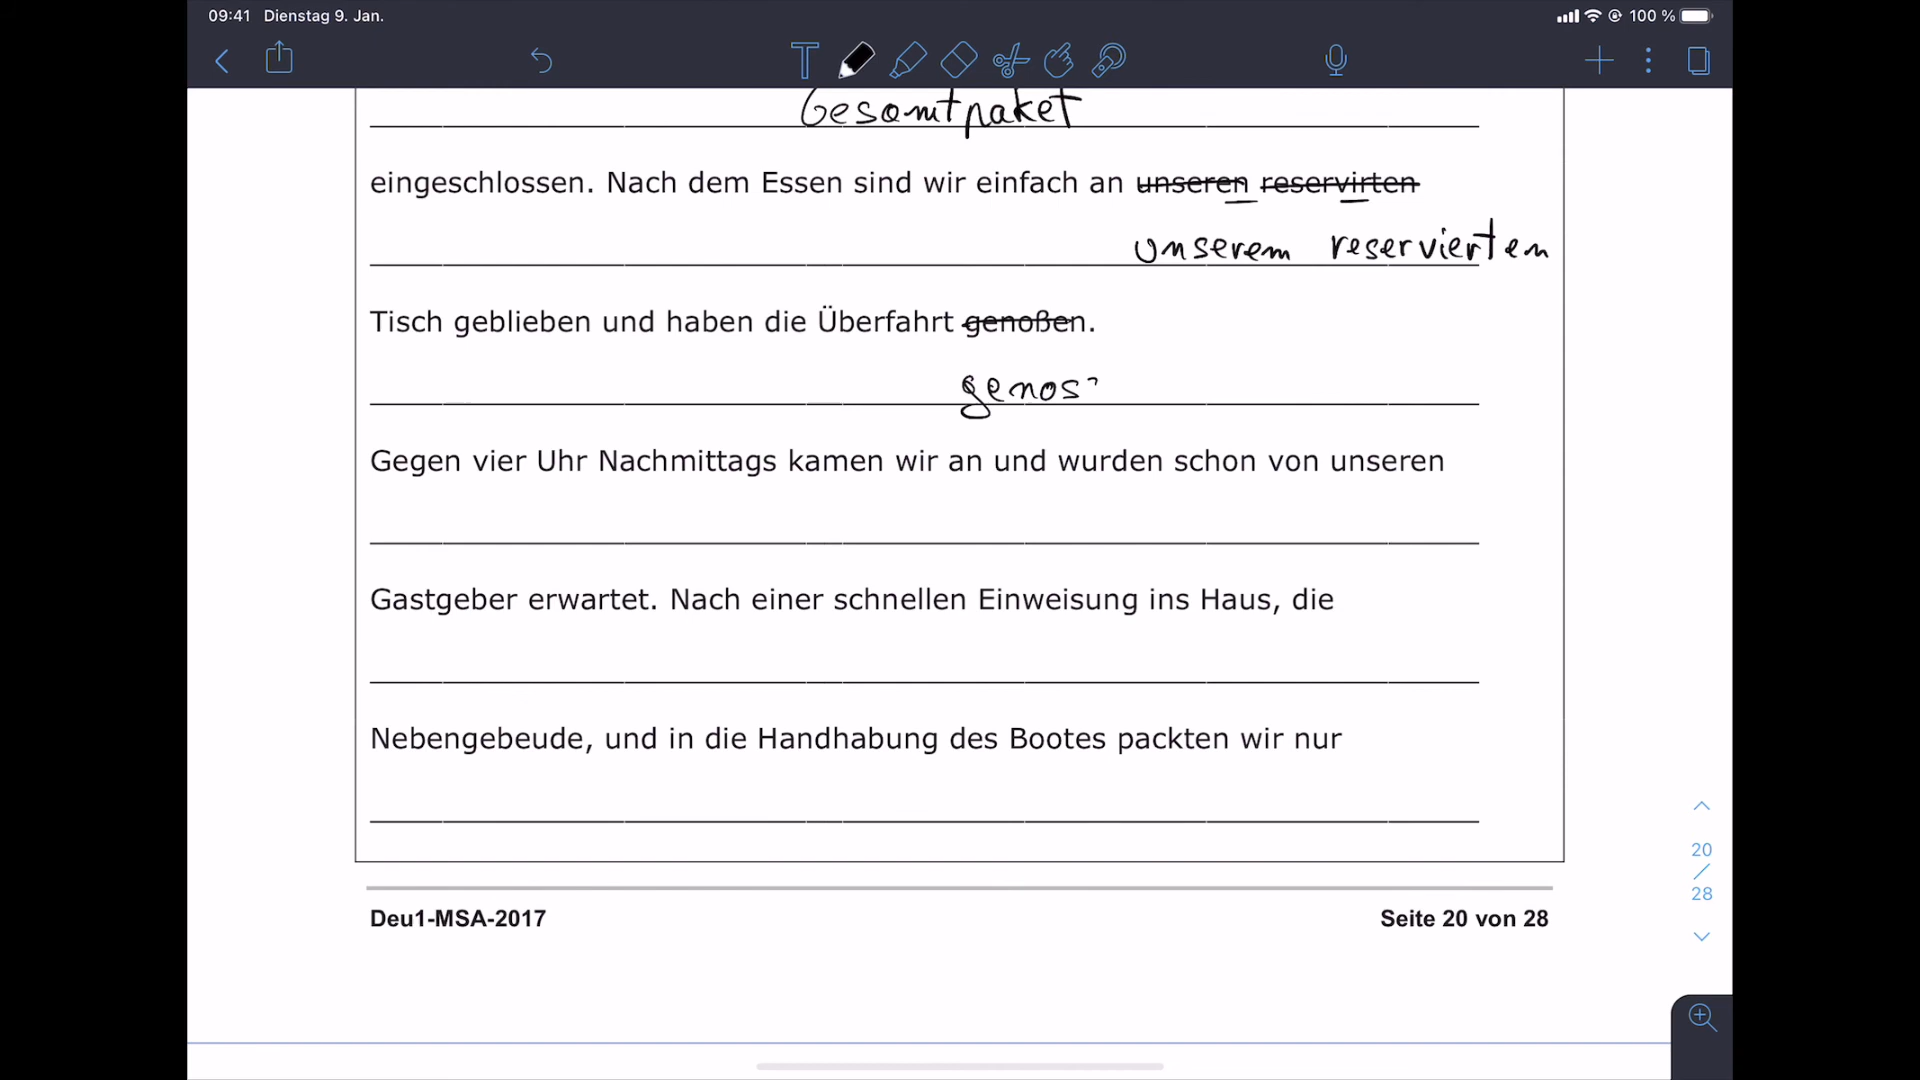 09:41 Dienstag 9. Jan. 100 %
Gesamtpaket
eingeschlossen. Nach dem Essen sind wir einfach an unseren reservirten
unserem reservierten
Tisch geblieben und haben die Überfahrt genoßen.
genos
Gegen vier Uhr Nachmittags kamen wir an und wurden schon von unseren
Gastgeber erwartet. Nach einer schnellen Einweisung ins Haus, die
Nebengebeude, und in die Handhabung des Bootes packten wir nur
20
/
28
Deu1-MSA-2017 Seite 20 von 28